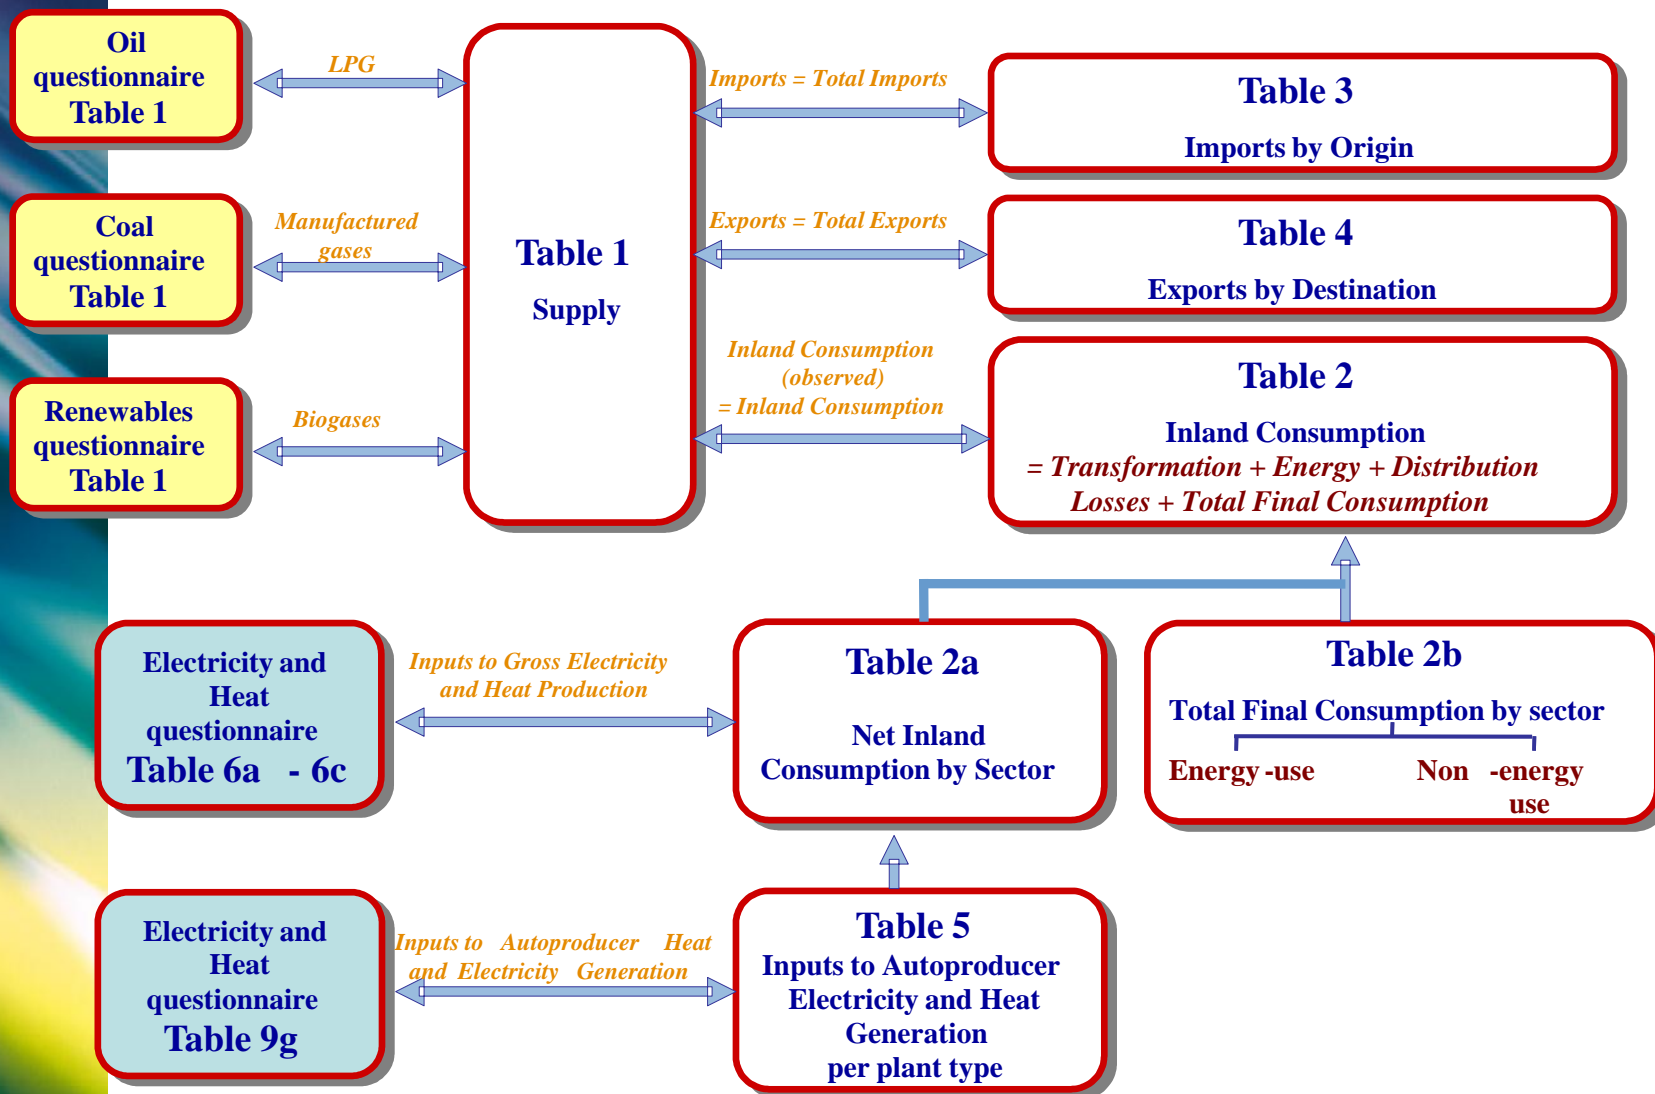 Oil
questionnaire
Table 1
LPG
Coal
questionnaire
Table 1
Manufactured
gases
Renewables
questionnaire
Table 1
Biogases
Table 1
Supply
Imports = Total Imports
Table 3
Imports by Origin
Exports = Total Exports
Table 4
Exports by Destination
Inland Consumption
(observed)
= Inland Consumption
Table 2
Inland Consumption
= Transformation + Energy + Distribution
Losses + Total Final Consumption
Electricity and
Heat
questionnaire
Table 6a - 6c
Inputs to Gross Electricity
and Heat Production
Table 2a
Net Inland
Consumption by Sector
Table 2b
Total Final Consumption by sector
Energy -use
Non -energy
use
Electricity and
Heat
questionnaire
Table 9g
Inputs to Autoproducer Heat
and Electricity Generation
Table 5
Inputs to Autoproducer
Electricity and Heat
Generation
per plant type